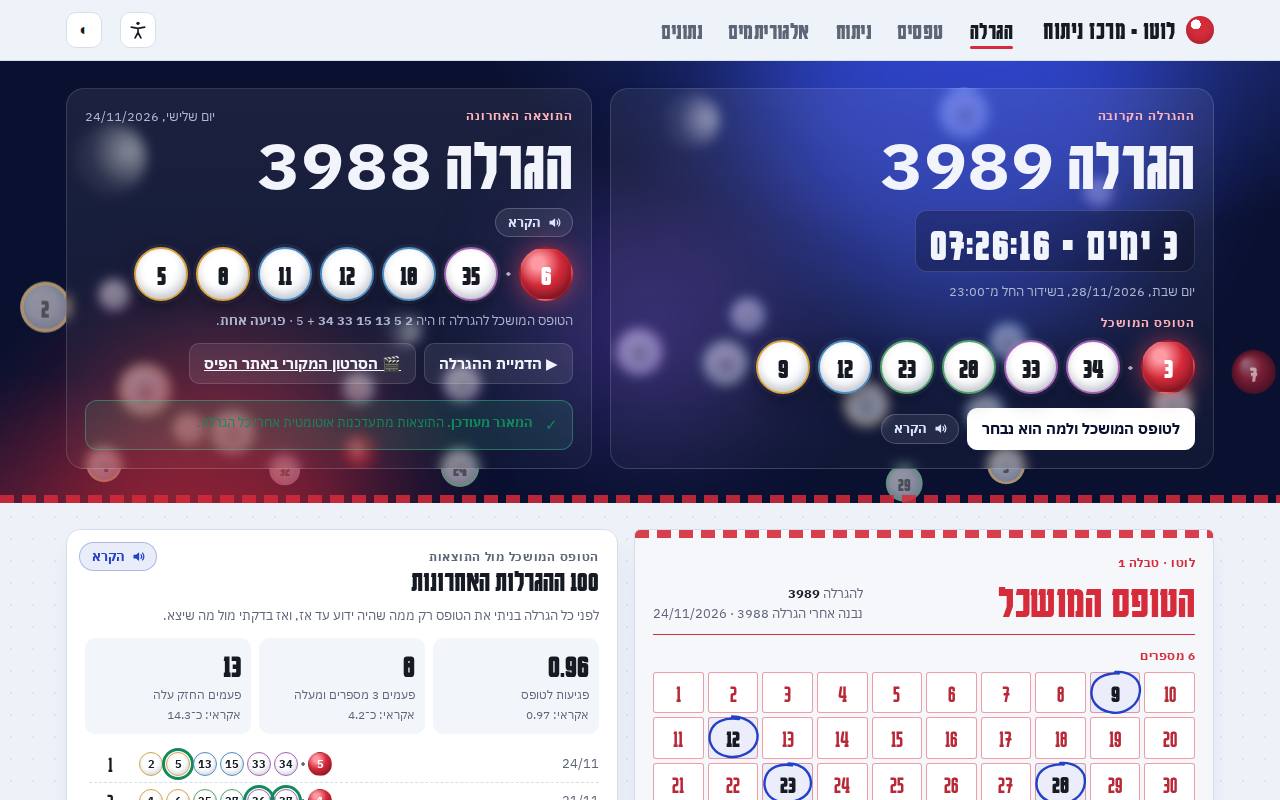 לוטו · מרכז ניתוח
הגרלה
טפסים
ניתוח
אלגוריתמים
נתונים
ההגרלה הקרובה
הגרלה 3989
3 ימים · 07:26:16
יום שבת, 28/11/2026, בשידור החל מ־23:00
הטופס המושכל
9 12 23 28 33 34 · 3
לטופס המושכל ולמה הוא נבחר
הקרא
התוצאה האחרונה
יום שלישי, 24/11/2026
הגרלה 3988
הקרא
5 8 11 12 18 35 · 6
הטופס המושכל להגרלה זו היה 2 5 13 15 33 34 + 5 · פגיעה אחת.
▶ הדמיית ההגרלה
🎬 הסרטון המקורי באתר הפיס
✓ המאגר מעודכן. התוצאות מתעדכנות אוטומטית אחרי כל הגרלה.
2
7
29
לוטו · טבלה 1
הטופס המושכל
להגרלה 3989
נבנה אחרי הגרלה 3988 · 24/11/2026
6 מספרים
1 2 3 4 5 6 7 8 9 10
11 12 13 14 15 16 17 18 19 20
21 22 23 24 25 26 27 28 29 30
הטופס המושכל מול התוצאות
100 ההגרלות האחרונות
הקרא
לפני כל הגרלה בניתי את הטופס רק ממה שהיה ידוע עד אז, ואז בדקתי מול מה שיצא.
0.96
פגיעות לטופס
אקראי: 0.97
0
פעמים 3 מספרים ומעלה
אקראי: כ־4.2
13
פעמים החזק עלה
אקראי: כ־14.3
1 2 5 13 15 33 34 · 5 24/11